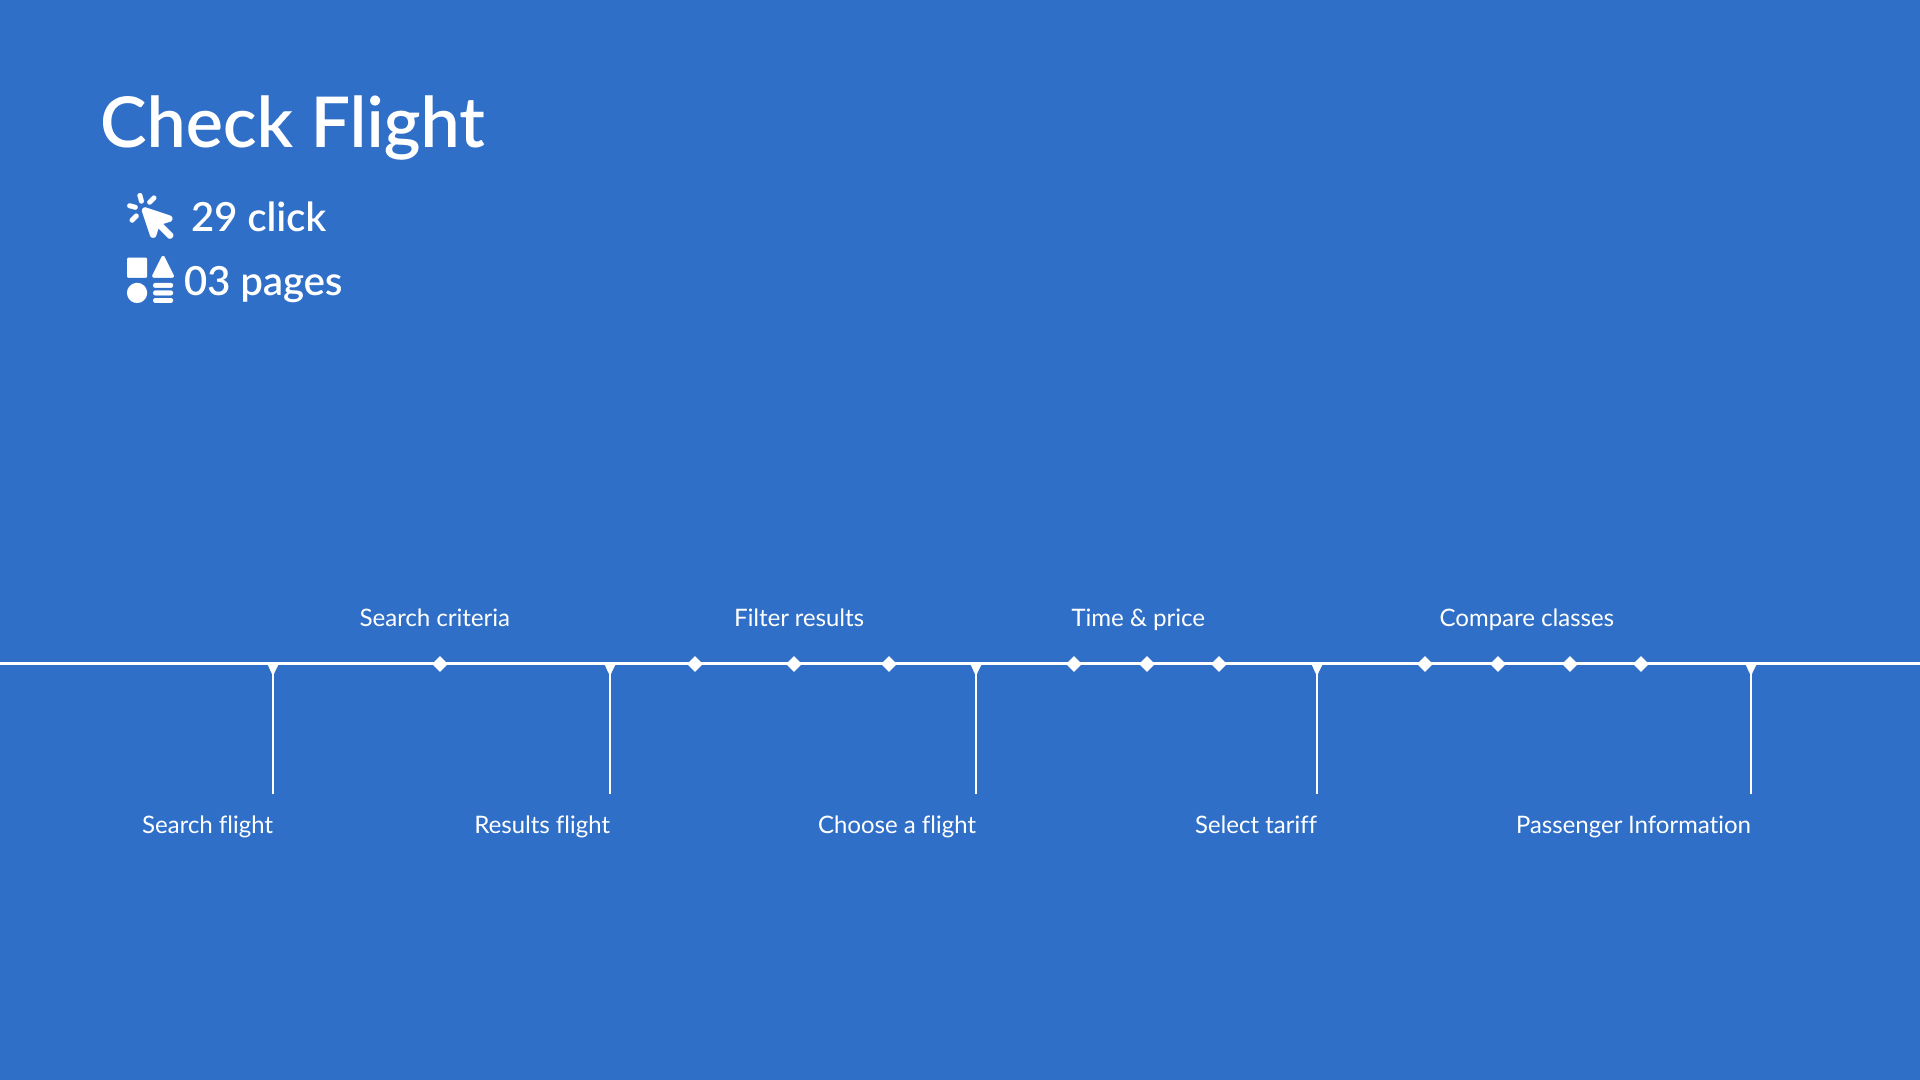 Check Flight
29 click
03 pages
Search criteria
Filter results
Time & price
Compare classes
Search flight
Results flight
Choose a flight
Select tariff
Passenger Information